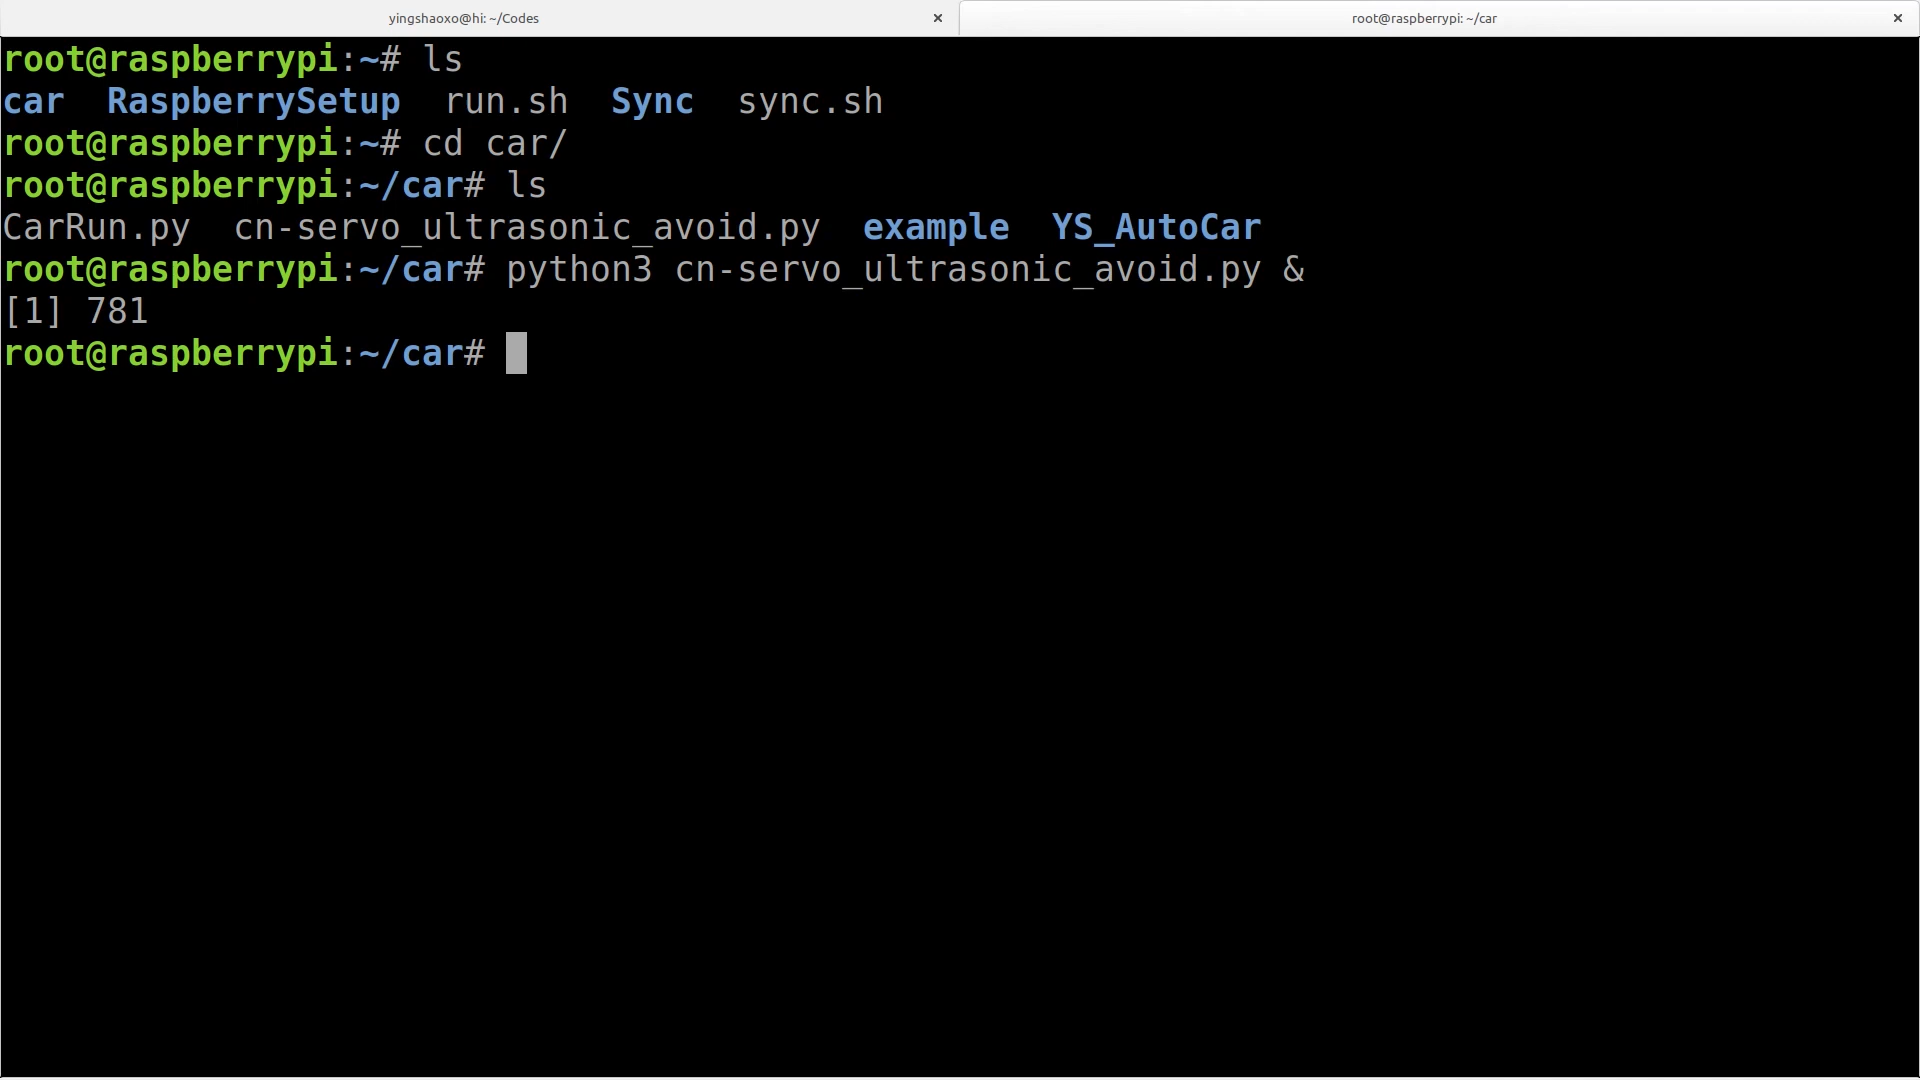 yingshaoxo@hi: ~/Codes × root@raspberrypi: ~/car ×
root@raspberrypi:~# ls
car  RaspberrySetup  run.sh  Sync  sync.sh
root@raspberrypi:~# cd car/
root@raspberrypi:~/car# ls
CarRun.py  cn-servo_ultrasonic_avoid.py  example  YS_AutoCar
root@raspberrypi:~/car# python3 cn-servo_ultrasonic_avoid.py &
[1] 781
root@raspberrypi:~/car#